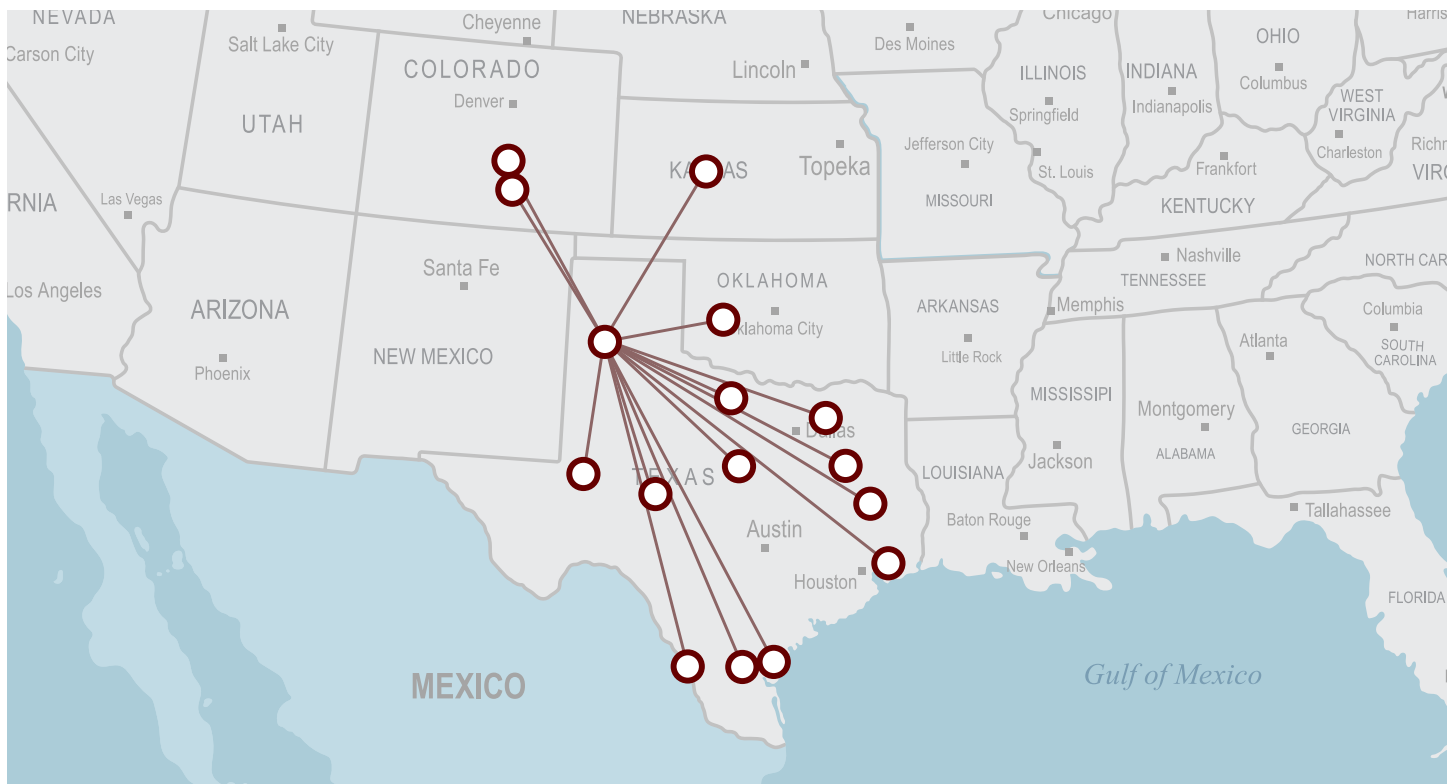 NEVADA
Cheyenne
NEBRASKA
Chicago
Harris
Carson City
Salt Lake City
Des Moines
OHIO
COLORADO
Lincoln
ILLINOIS
INDIANA
Columbus
Denver
Springfield
Indianapolis
WEST
VIRGINIA
UTAH
Jefferson City
Frankfort
Charleston
Richm
KANSAS
Topeka
St. Louis
VIRG
Las Vegas
MISSOURI
KENTUCKY
RNIA
Santa Fe
Nashville
NORTH CAR
OKLAHOMA
TENNESSEE
Los Angeles
ARIZONA
ARKANSAS
Memphis
Columbia
Oklahoma City
SOUTH
CAROLINA
Atlanta
NEW MEXICO
Little Rock
Phoenix
MISSISSIPPI
Montgomery
Dallas
GEORGIA
ALABAMA
TEXAS
LOUISIANA
Jackson
Tallahassee
Baton Rouge
Austin
New Orleans
Houston
FLORIDA
MEXICO
Gulf of Mexico